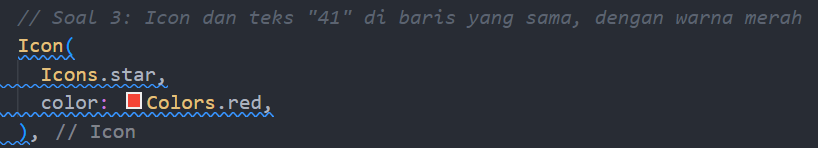 // Soal 3: Icon dan teks "41" di baris yang sama, dengan warna merah
Icon(
Icons.star,
color: Colors.red,
), // Icon